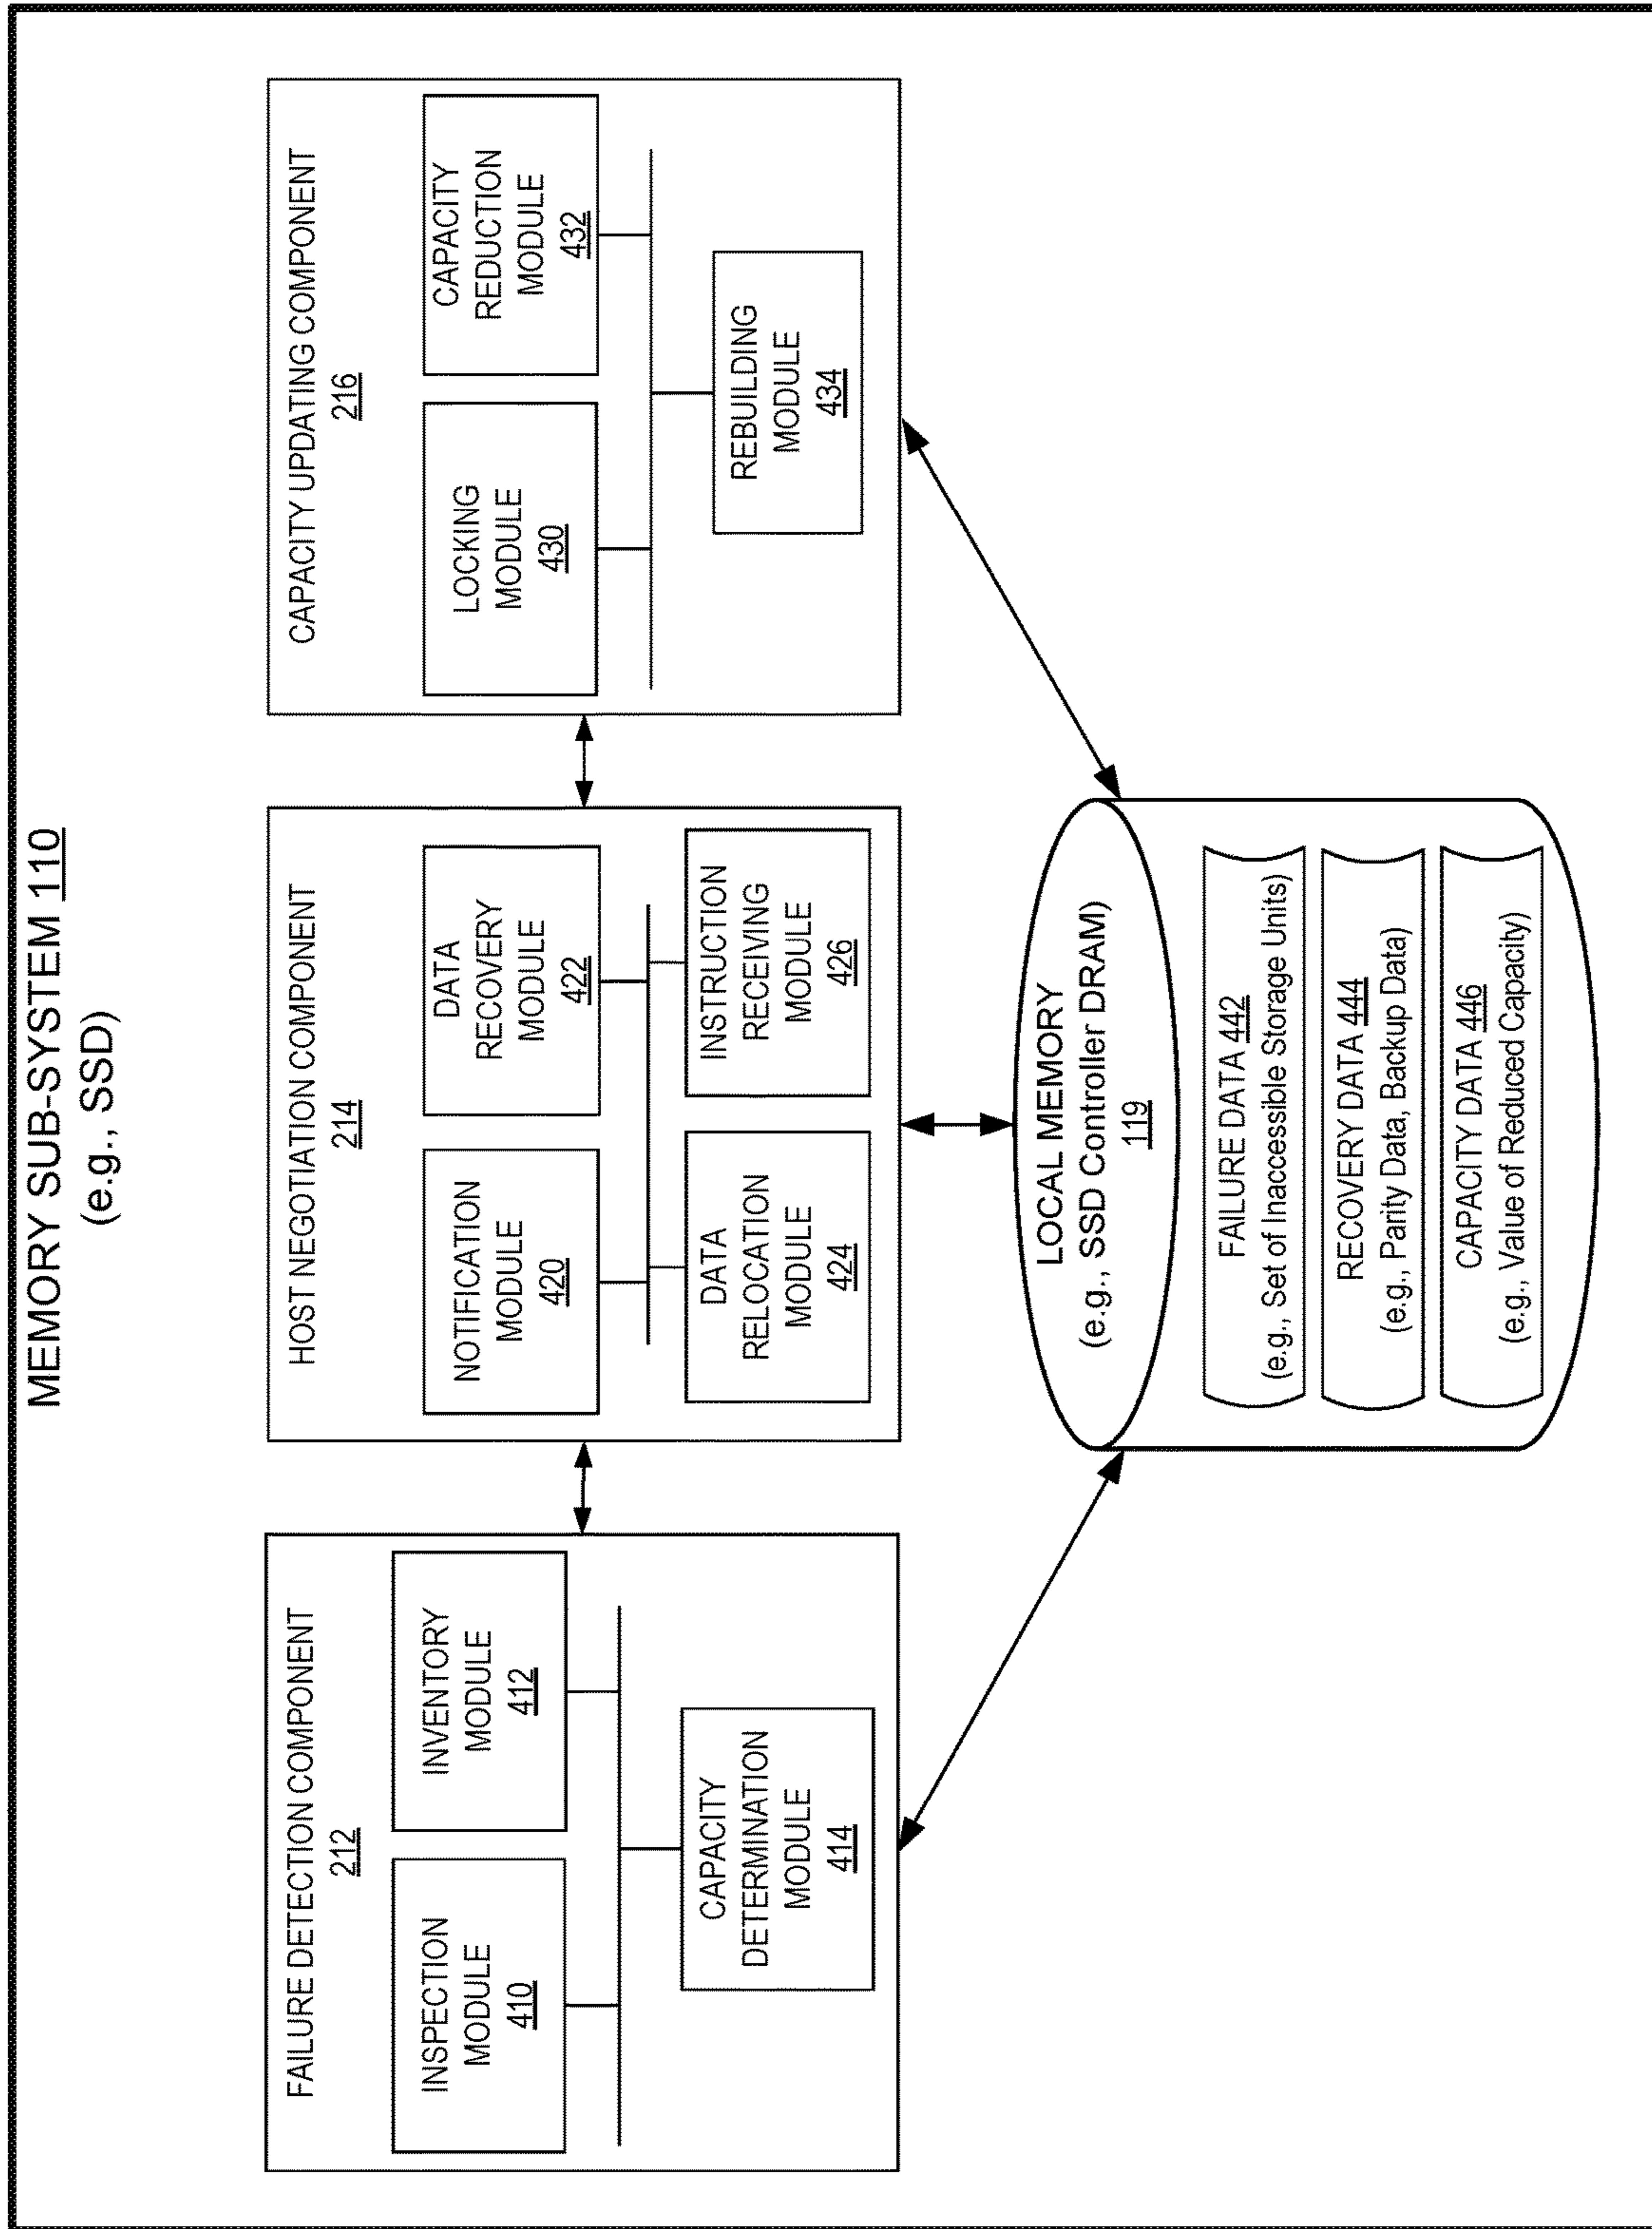 MEMORY SUB-SYSTEM 110
(e.g., SSD)
FAILURE DETECTION COMPONENT
212
INSPECTION
MODULE
410
INVENTORY
MODULE
412
CAPACITY
DETERMINATION
MODULE
414
HOST NEGOTIATION COMPONENT
214
NOTIFICATION
MODULE
420
DATA
RECOVERY
MODULE
422
DATA
RELOCATION
MODULE
424
INSTRUCTION
RECEIVING
MODULE
426
CAPACITY UPDATING COMPONENT
216
LOCKING
MODULE
430
CAPACITY
REDUCTION
MODULE
432
REBUILDING
MODULE
434
LOCAL MEMORY
(e.g., SSD Controller DRAM)
119
FAILURE DATA 442
(e.g., Set of Inaccessible Storage Units)
RECOVERY DATA 444
(e.g., Parity Data, Backup Data)
CAPACITY DATA 446
(e.g., Value of Reduced Capacity)